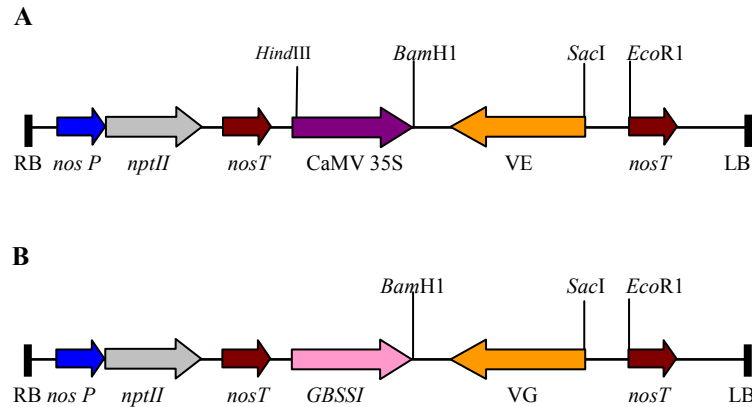 A
HindIII BamH1 SacI EcoR1
RB nos P nptII nosT CaMV 35S VE nosT LB
B
BamH1 SacI EcoR1
RB nos P nptII nosT GBSSI VG nosT LB